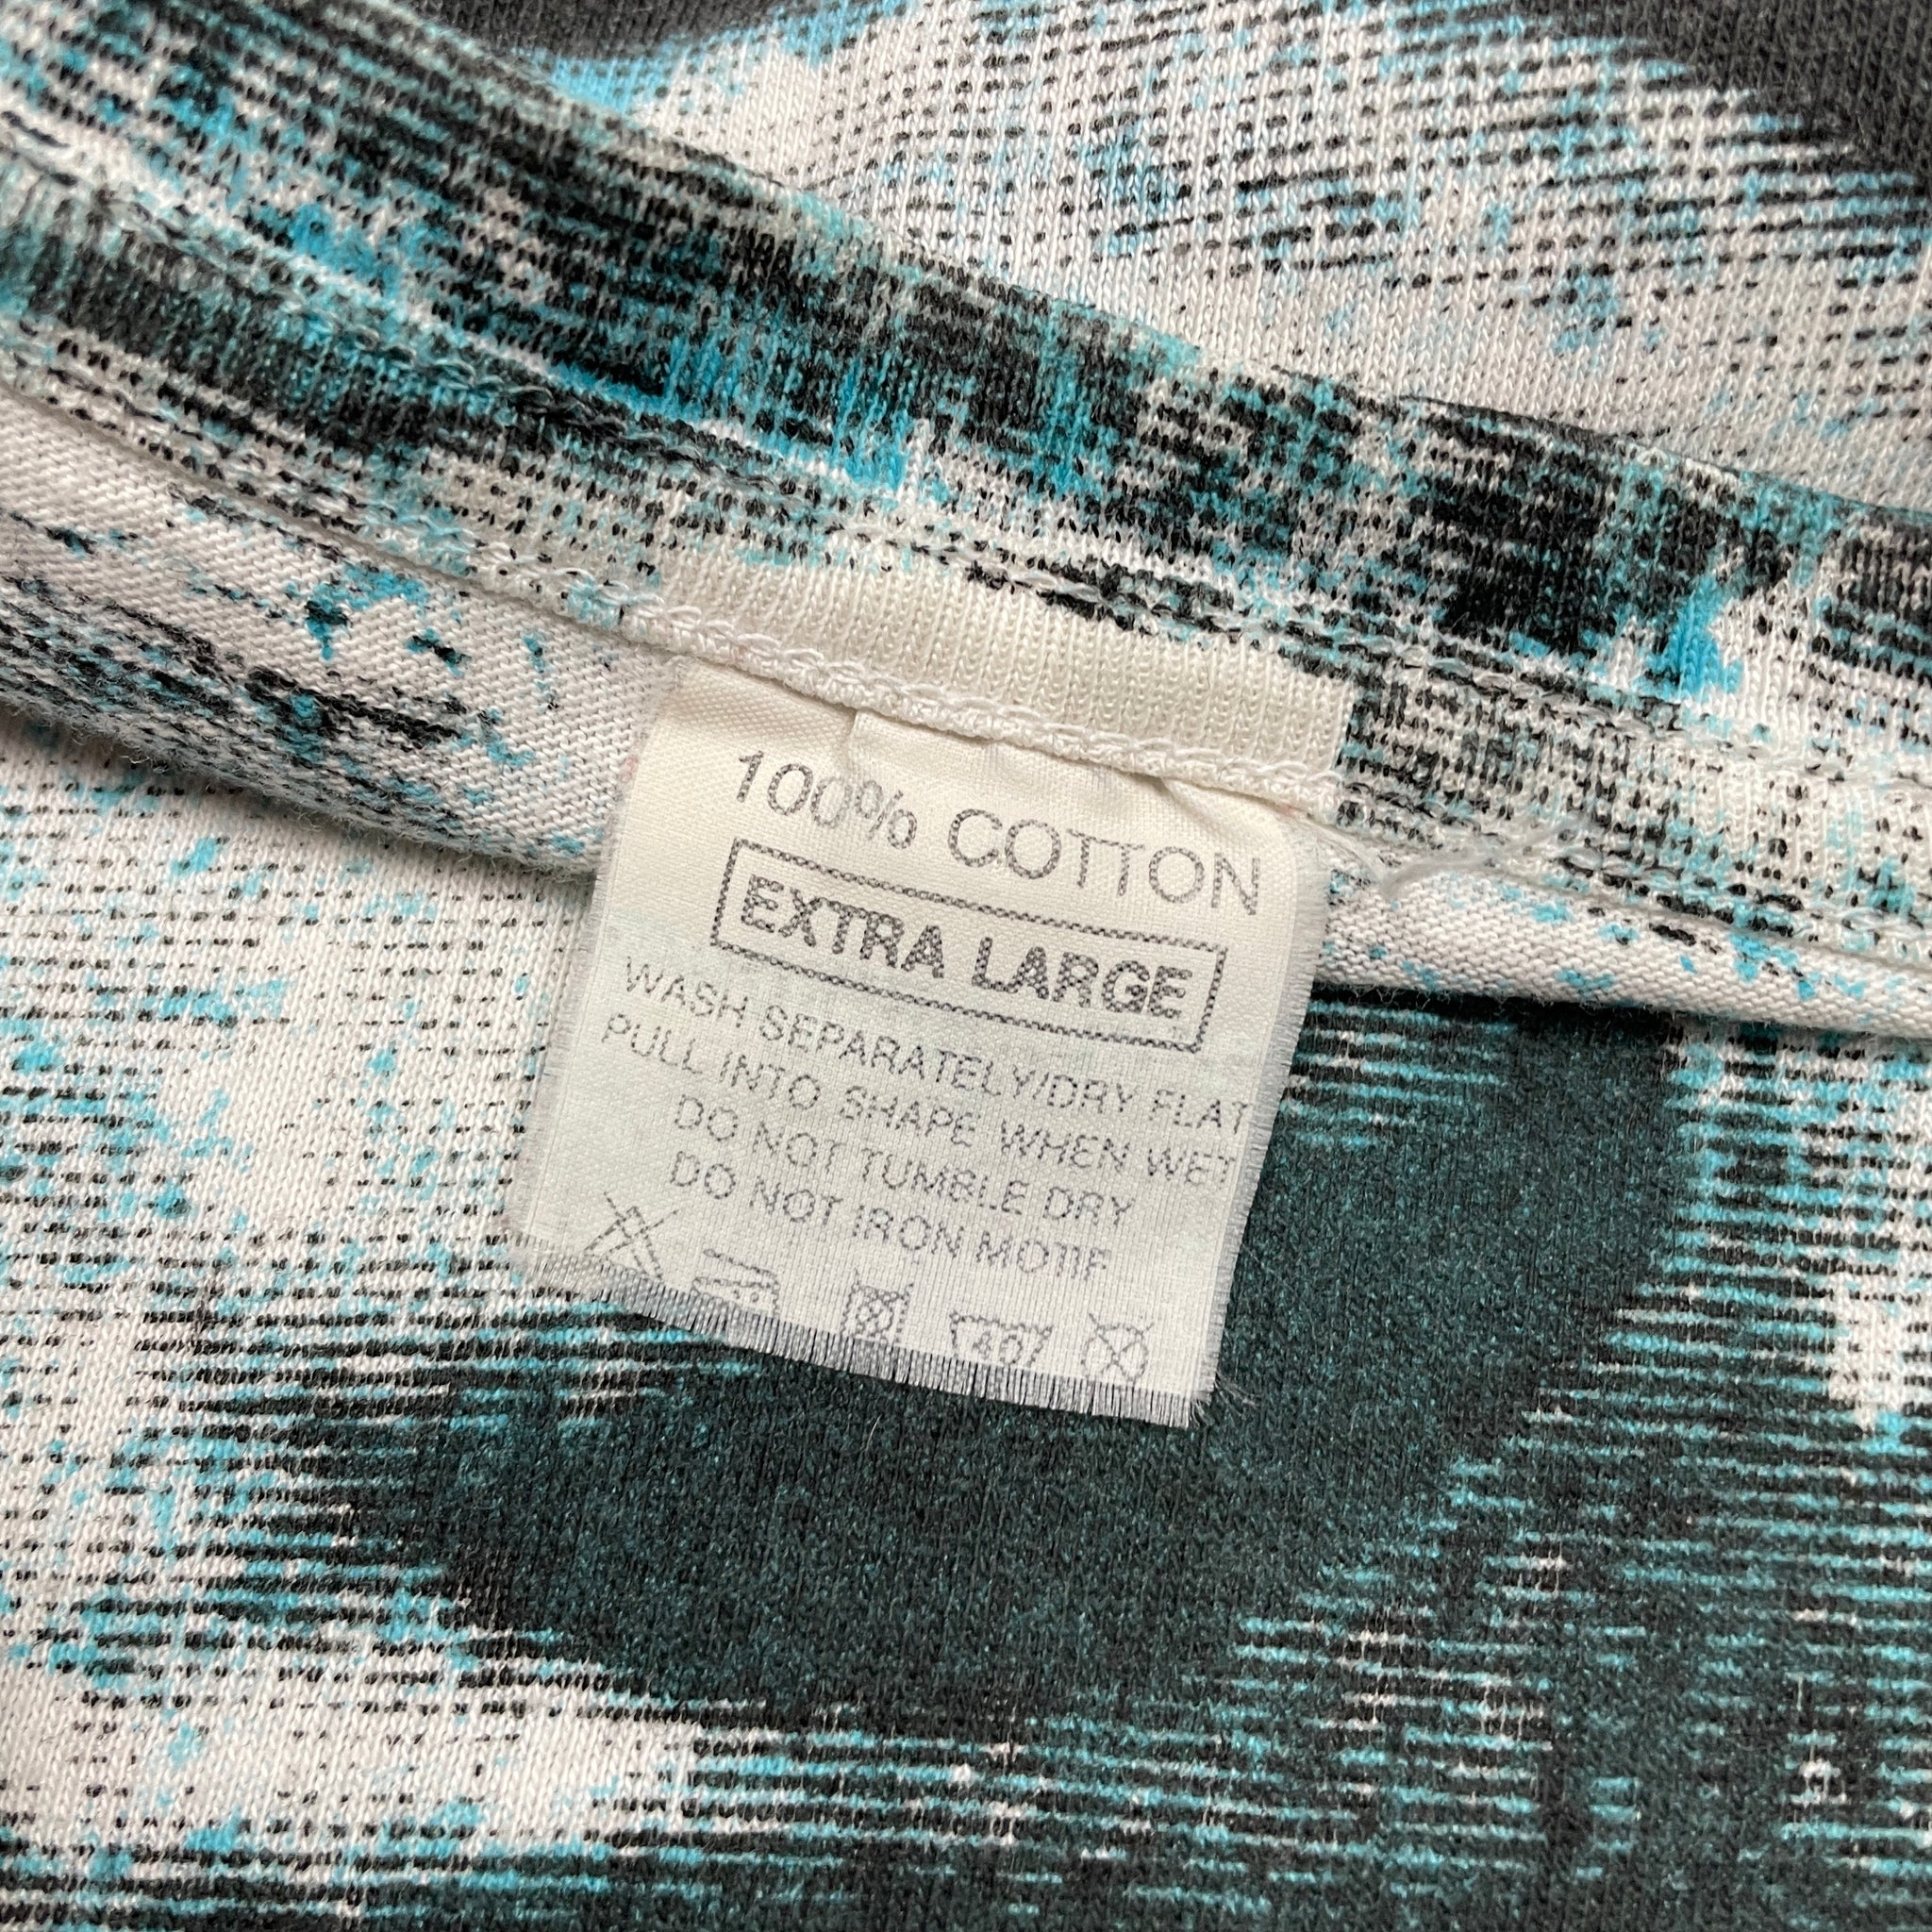 100% COTTON
EXTRA LARGE
WASH SEPARATELY/DRY FLAT
PULL INTO SHAPE WHEN WET
DO NOT TUMBLE DRY
DO NOT IRON MOTIF
40